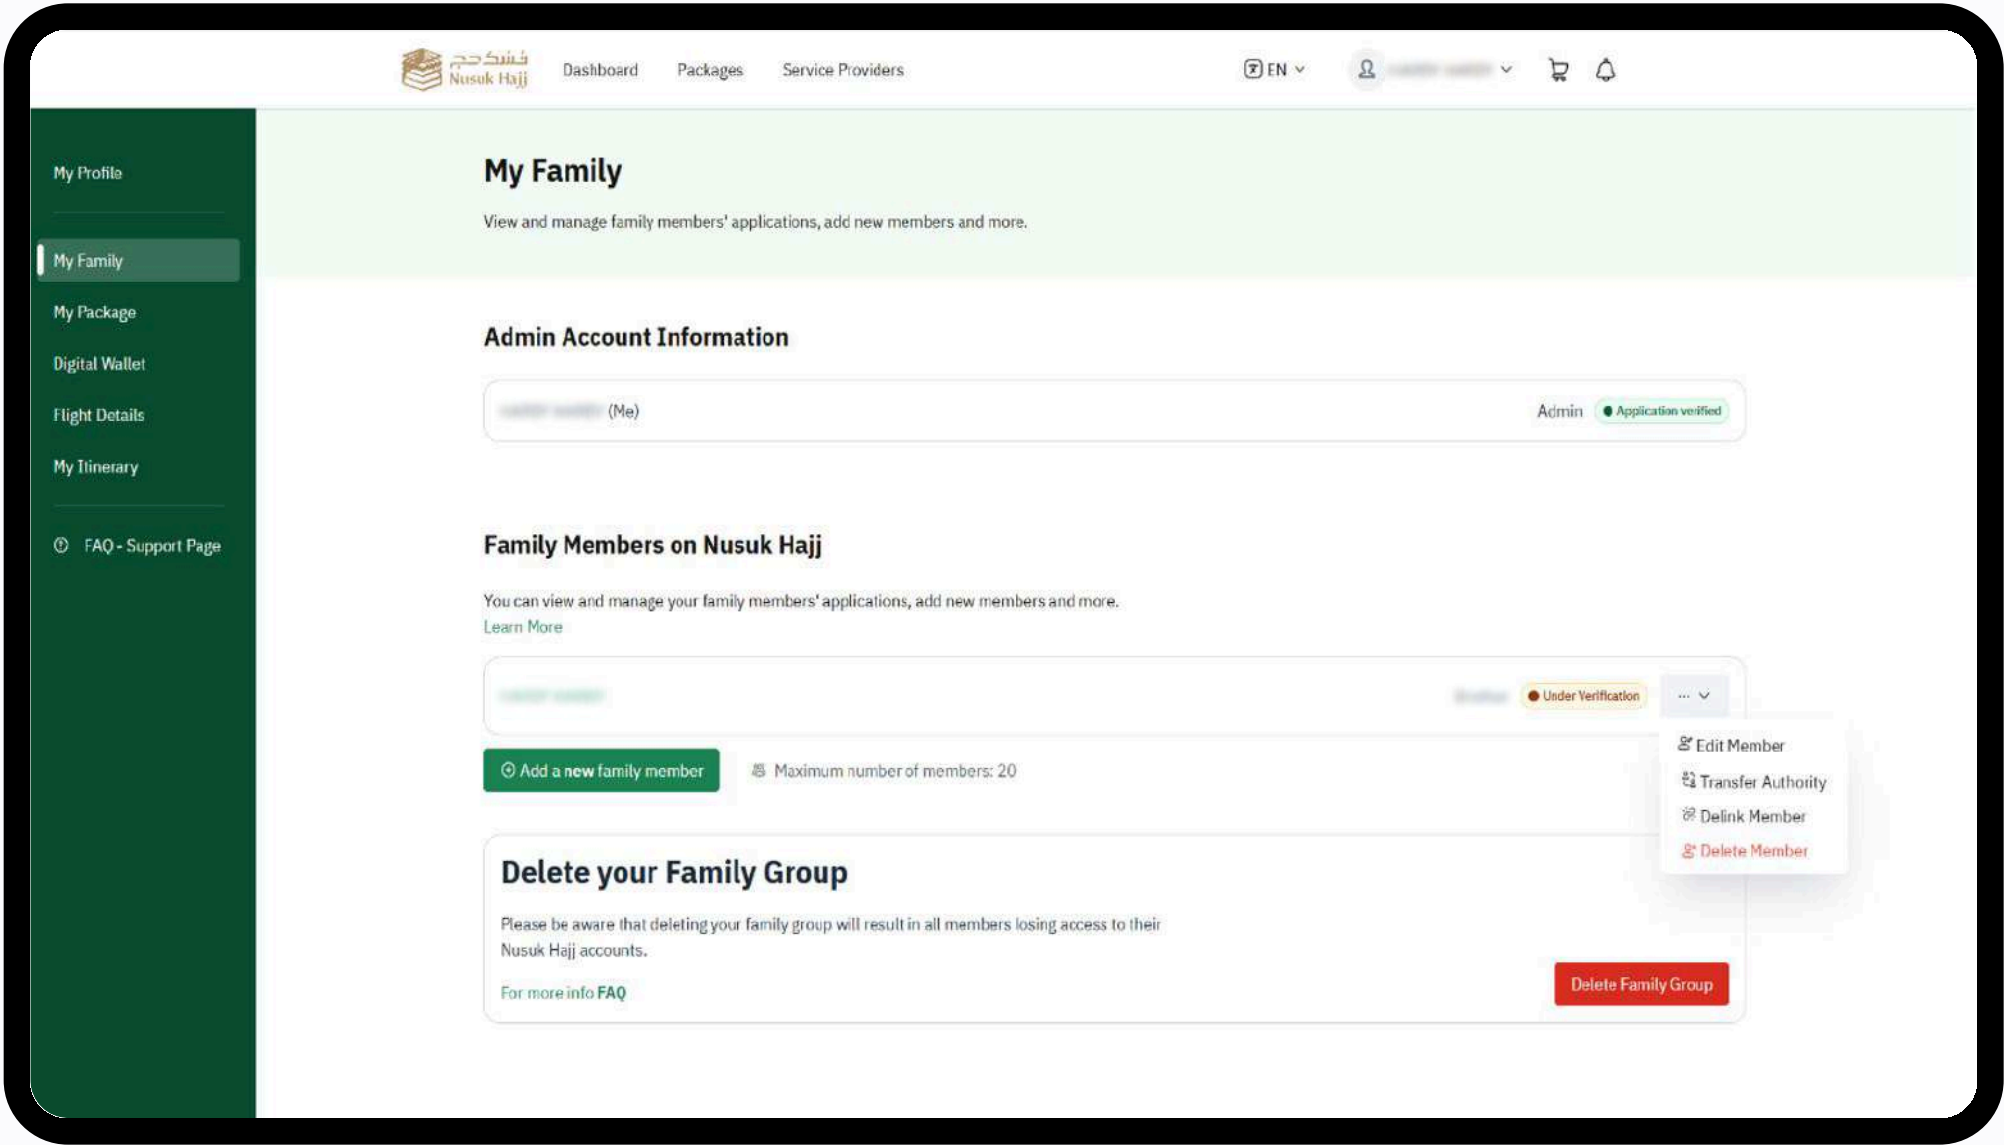 نسك حج
Nusuk Hajj
Dashboard
Packages
Service Providers
EN
My Profile
My Family
My Package
Digital Wallet
Flight Details
My Itinerary
FAQ - Support Page
My Family
View and manage family members' applications, add new members and more.
Admin Account Information
(Me)
Admin
Application verified
Family Members on Nusuk Hajj
You can view and manage your family members' applications, add new members and more.
Learn More
Under Verification
...
Edit Member
Transfer Authority
Delink Member
Delete Member
Add a new family member
Maximum number of members: 20
Delete your Family Group
Please be aware that deleting your family group will result in all members losing access to their
Nusuk Hajj accounts.
For more info FAQ
Delete Family Group